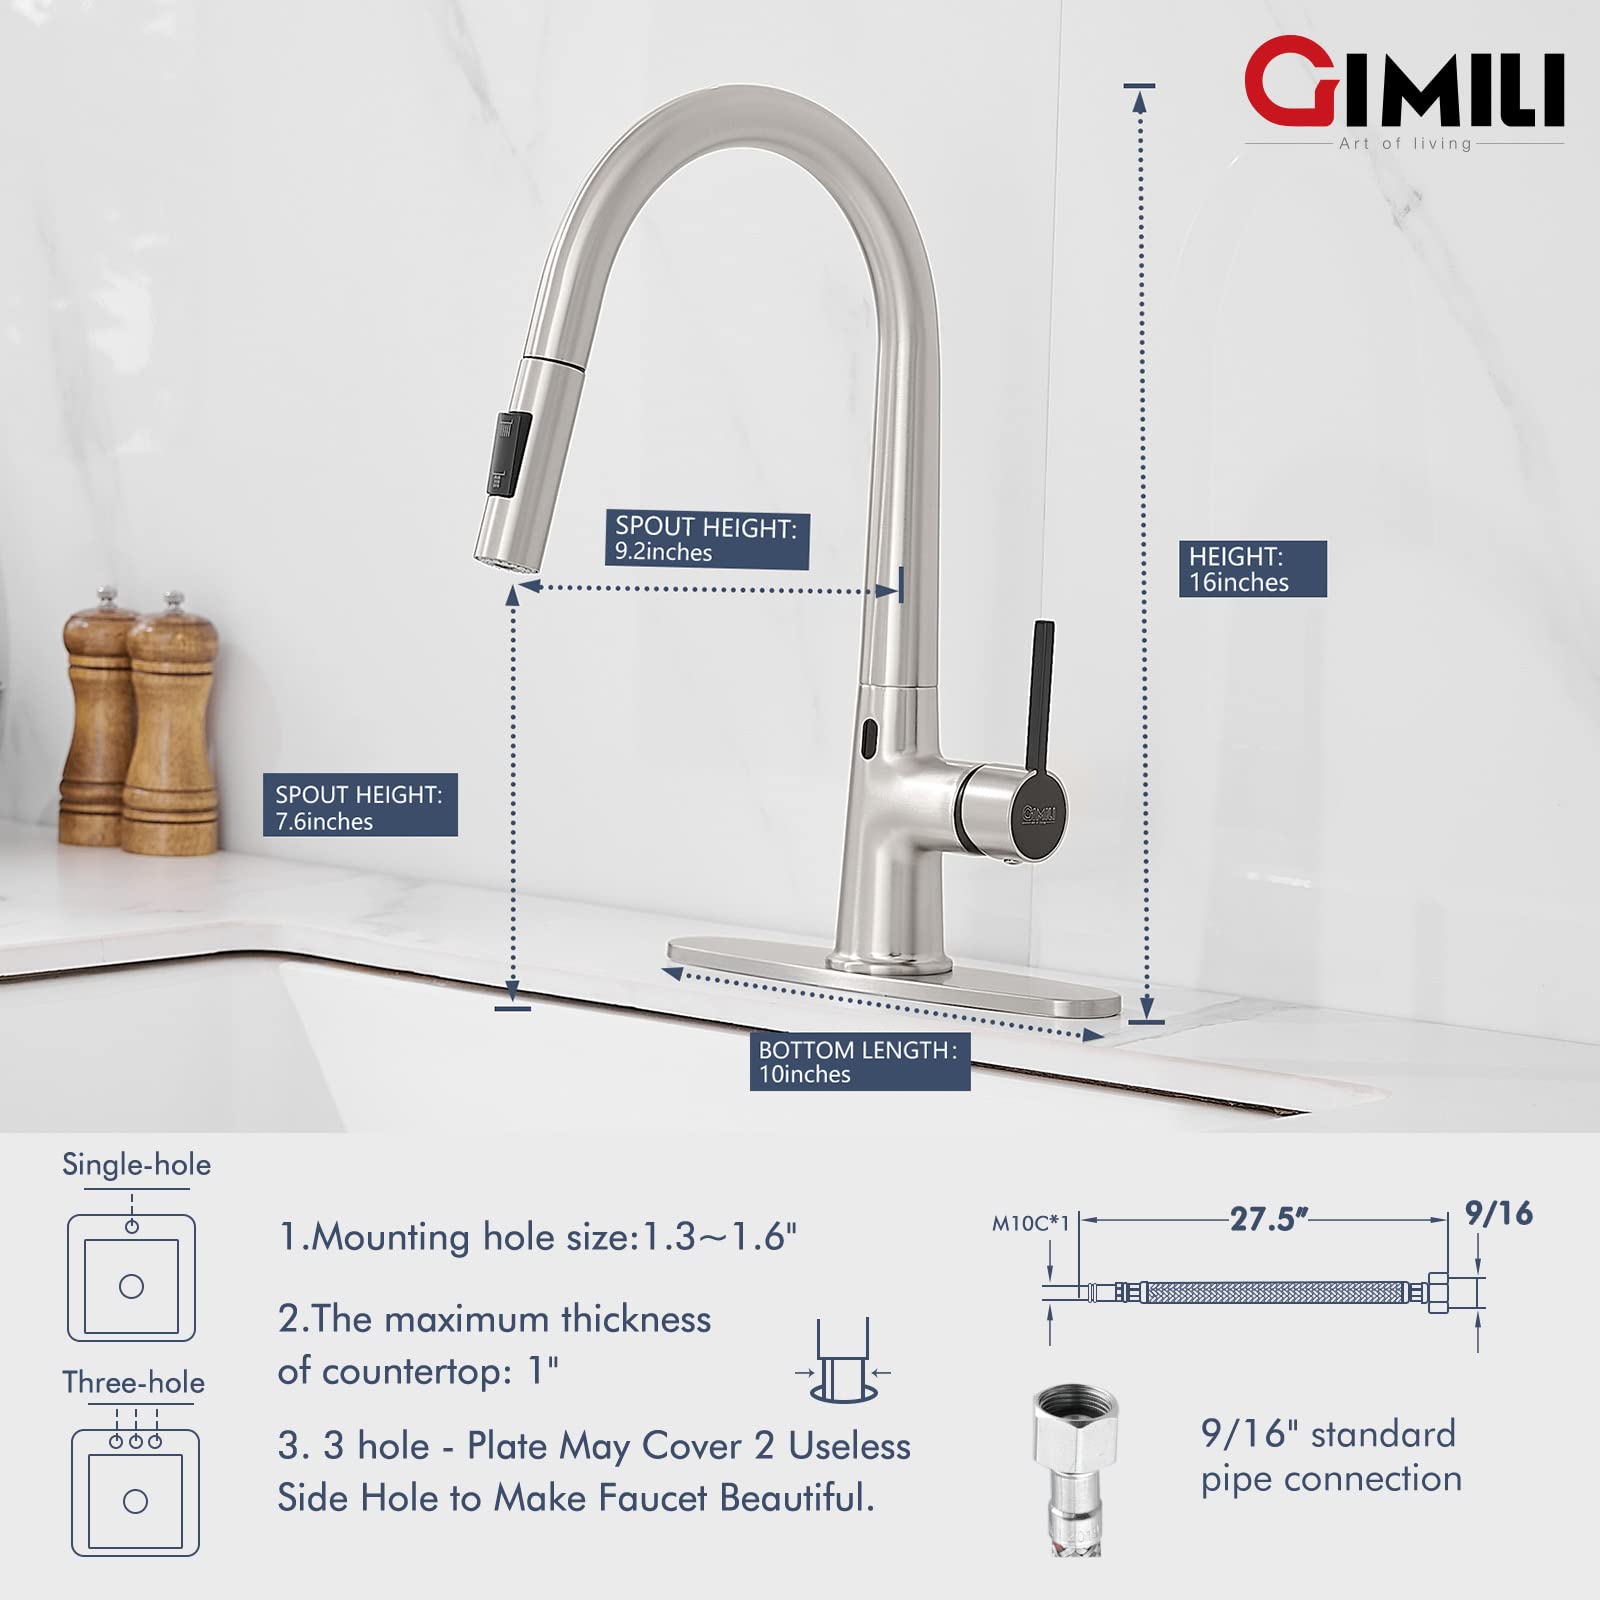 GIMILI
Art of living
SPOUT HEIGHT:
9.2inches
HEIGHT:
16inches
SPOUT HEIGHT:
7.6inches
GIMILI
BOTTOM LENGTH:
10inches
Single-hole
Three-hole
1.Mounting hole size:1.3~1.6"
2.The maximum thickness
of countertop: 1"
3. 3 hole - Plate May Cover 2 Useless
Side Hole to Make Faucet Beautiful.
M10C*1
27.5"
9/16
9/16" standard
pipe connection